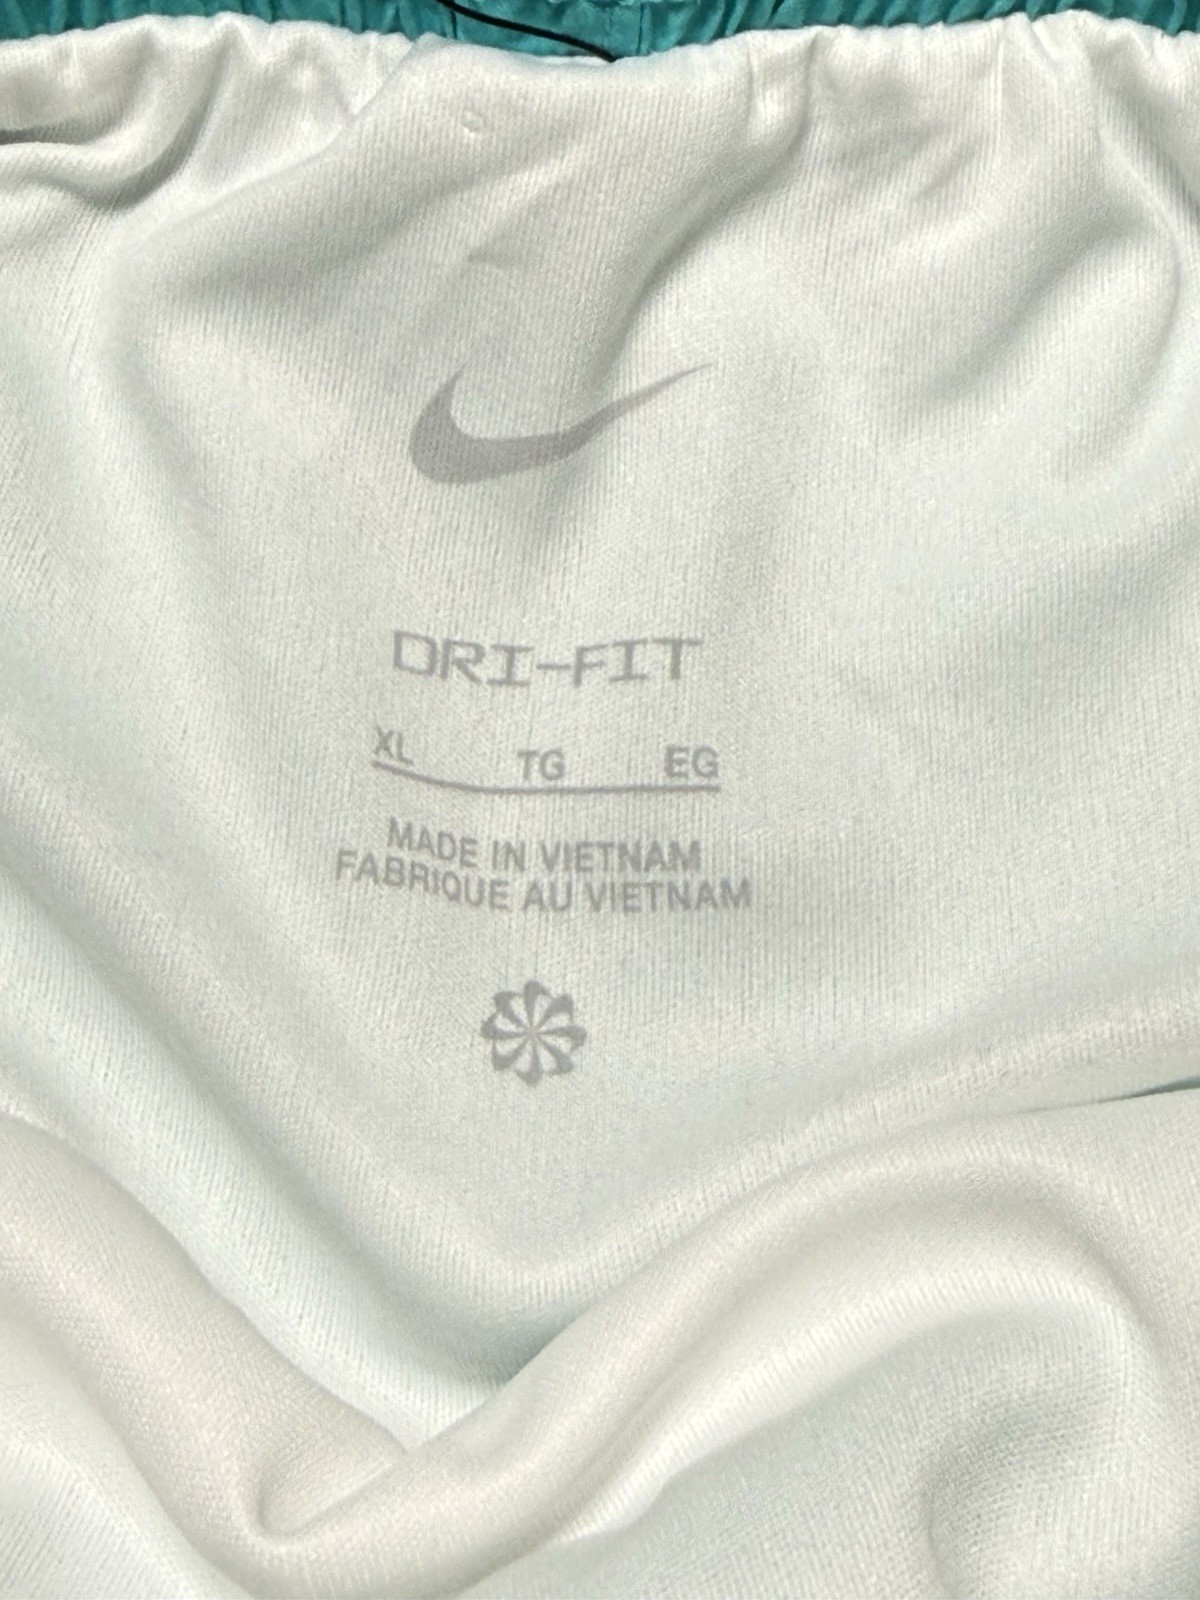 DRI-FIT
XL TG EG
MADE IN VIETNAM
FABRIQUE AU VIETNAM